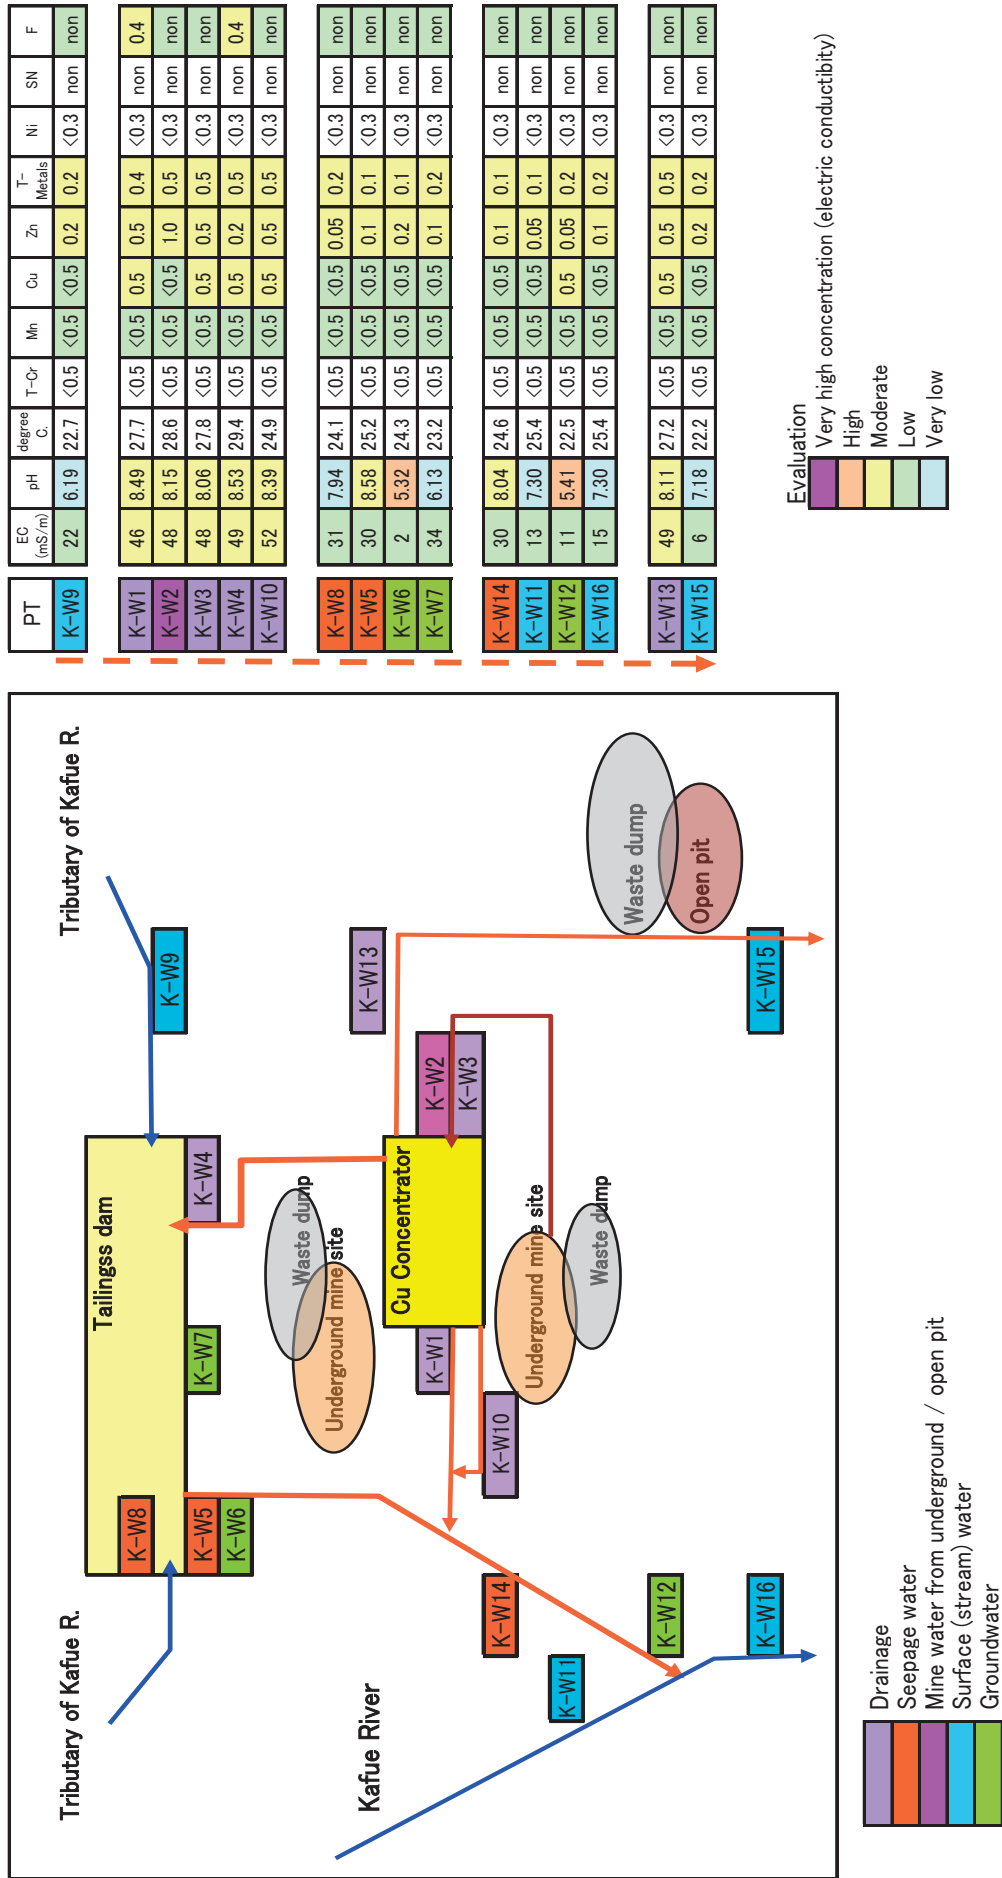 Tributary of Kafue R.
Tributary of Kafue R.
Tailingss dam
K-W8
K-W5
K-W6
K-W7
K-W4
K-W9
Waste dump
Underground mine site
Kafue River
Cu Concentrator
K-W1
K-W10
K-W2
K-W3
K-W13
Underground mine site
Waste dump
K-W14
K-W11
K-W12
K-W16
Waste dump
Open pit
K-W15
Drainage
Seepage water
Mine water from underground / open pit
Surface (stream) water
Groundwater
PT EC (mS/m) pH degree C. T-Cr Mn Cu Zn T-Metals Ni SN F
K-W9 22 6.19 22.7 <0.5 <0.5 <0.5 0.2 0.2 <0.3 non non
K-W1 46 8.49 27.7 <0.5 <0.5 0.5 0.5 0.4 <0.3 non 0.4
K-W2 48 8.15 28.6 <0.5 <0.5 <0.5 1.0 0.5 <0.3 non non
K-W3 48 8.06 27.8 <0.5 <0.5 0.5 0.5 0.5 <0.3 non non
K-W4 49 8.53 29.4 <0.5 <0.5 0.5 0.2 0.5 <0.3 non 0.4
K-W10 52 8.39 24.9 <0.5 <0.5 0.5 0.5 0.5 <0.3 non non
K-W8 31 7.94 24.1 <0.5 <0.5 <0.5 0.05 0.2 <0.3 non non
K-W5 30 8.58 25.2 <0.5 <0.5 <0.5 0.1 0.1 <0.3 non non
K-W6 2 5.32 24.3 <0.5 <0.5 <0.5 0.2 0.1 <0.3 non non
K-W7 34 6.13 23.2 <0.5 <0.5 <0.5 0.1 0.2 <0.3 non non
K-W14 30 8.04 24.6 <0.5 <0.5 <0.5 0.1 0.1 <0.3 non non
K-W11 13 7.30 25.4 <0.5 <0.5 <0.5 0.05 0.1 <0.3 non non
K-W12 11 5.41 22.5 <0.5 <0.5 0.5 0.05 0.2 <0.3 non non
K-W16 15 7.30 25.4 <0.5 <0.5 <0.5 0.1 0.2 <0.3 non non
K-W13 49 8.11 27.2 <0.5 <0.5 0.5 0.5 0.5 <0.3 non non
K-W15 6 7.18 22.2 <0.5 <0.5 <0.5 0.2 0.2 <0.3 non non
Evaluation
Very high concentration (electric conductibity)
High
Moderate
Low
Very low